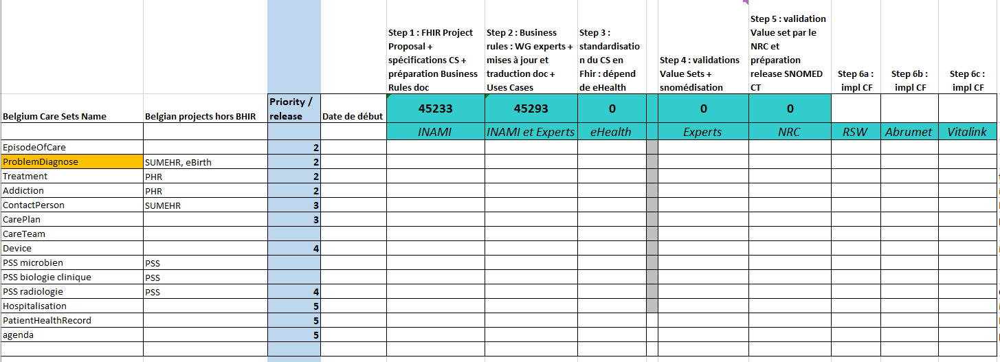 Step 1 : FHIR Project
Proposal +
spécifications CS +
préparation Business
Rules doc
Step 2 : Business
rules : WG experts +
mises à jour et
traduction doc +
Uses Cases
Step 3 :
standardisatio
n du CS en
Fhir : dépend
de eHealth
Step 4 : validations
Value Sets +
snomédisation
Step 5 : validation
Value set par le
NRC et
préparation
release SNOMED
CT
Step 6a :
impl CF
Step 6b :
impl CF
Step 6c :
impl CF
Belgium Care Sets Name
Belgian projects hors BHIR
Priority /
release
Date de début
45233
45293
0
0
0
INAMI
INAMI et Experts
eHealth
Experts
NRC
RSW
Abrumet
Vitalink
EpisodeOfCare 2
ProblemDiagnose SUMEHR, eBirth 2
Treatment PHR 2
Addiction PHR 2
ContactPerson SUMEHR 3
CarePlan 3
CareTeam
Device 4
PSS microbien PSS
PSS biologie clinique PSS
PSS radiologie PSS 4
Hospitalisation 5
PatientHealthRecord 5
agenda 5